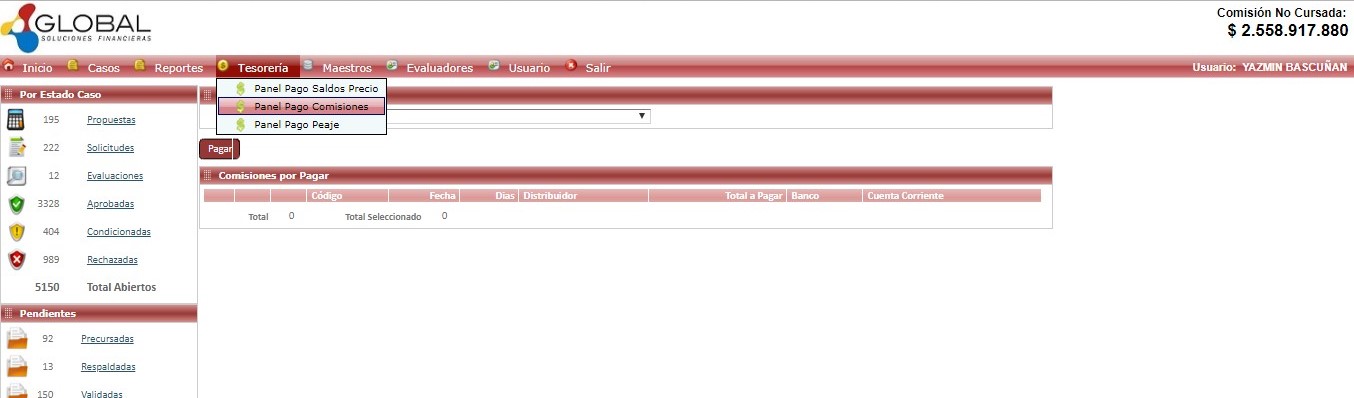 GLOBAL
SOLUCIONES FINANCIERAS
Comisión No Cursada:
$ 2.558.917.880
Inicio Casos Reportes Tesorería Maestros Evaluadores Usuario Salir Usuario: YAZMIN BASCUÑAN
Panel Pago Saldos Precio
Panel Pago Comisiones
Panel Pago Peaje
Por Estado Caso
195 Propuestas
222 Solicitudes
12 Evaluaciones
3328 Aprobadas
404 Condicionadas
989 Rechazadas
5150 Total Abiertos
Pendientes
92 Precursadas
13 Respaldadas
150 Validadas
Pagar
Comisiones por Pagar
Código Fecha Días Distribuidor Total a Pagar Banco Cuenta Corriente
Total 0 Total Seleccionado 0